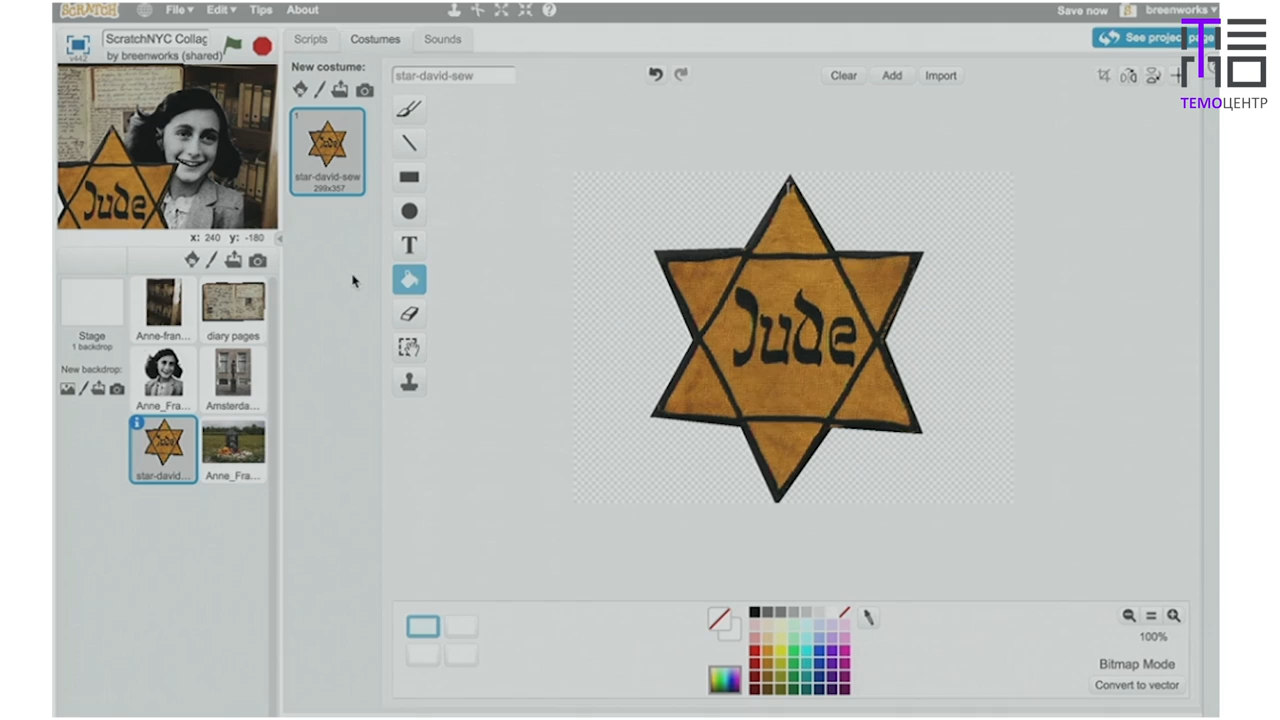 SCRATCH
File
Edit
Tips
About
Save now
breenworks
ScratchNYC Collag
by breenworks (shared)
v442
Scripts
Costumes
Sounds
See project page
ТЕМОЦЕНТР
New costume:
star-david-sew
Clear
Add
Import
1
star-david-sew
299x357
Jude
x: 240 y: -180
T
Stage
1 backdrop
New backdrop:
Anne-fran...
diary pages
Anne_Fra...
Amsterda...
star-david...
Anne_Fra...
Jude
100%
Bitmap Mode
Convert to vector